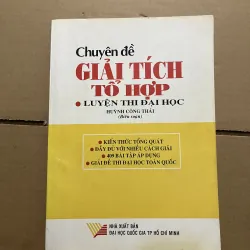 Chuyên đề
GIẢI TÍCH
TỔ HỢP
● LUYỆN THI ĐẠI HỌC
HUỲNH CÔNG THÁI
(Biên soạn)
● KIẾN THỨC TỔNG QUÁT
● ĐẦY ĐỦ VỚI NHIỀU CÁCH GIẢI
● 409 BÀI TẬP ÁP DỤNG
● GIẢI ĐỀ THI ĐẠI HỌC TOÀN QUỐC
NHÀ XUẤT BẢN
ĐẠI HỌC QUỐC GIA TP HỒ CHÍ MINH